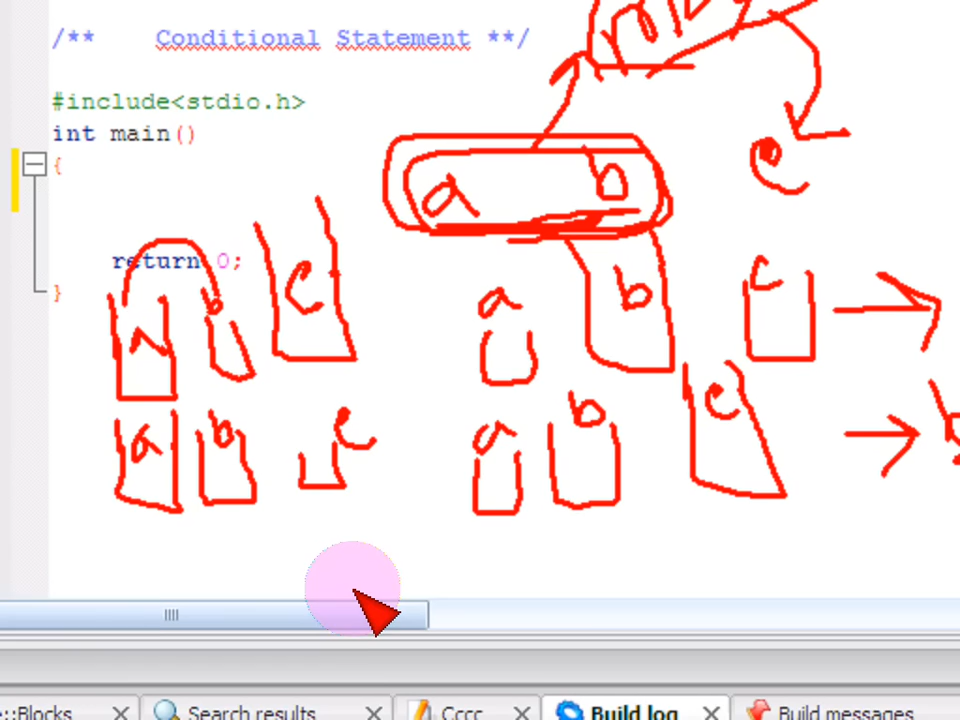 /** Conditional Statement **/
#include<stdio.h>
int main()
{
a b c
return 0;
}
a b c a b c
a b c a b c b
::Blocks Search results Cccc Build log Build messages